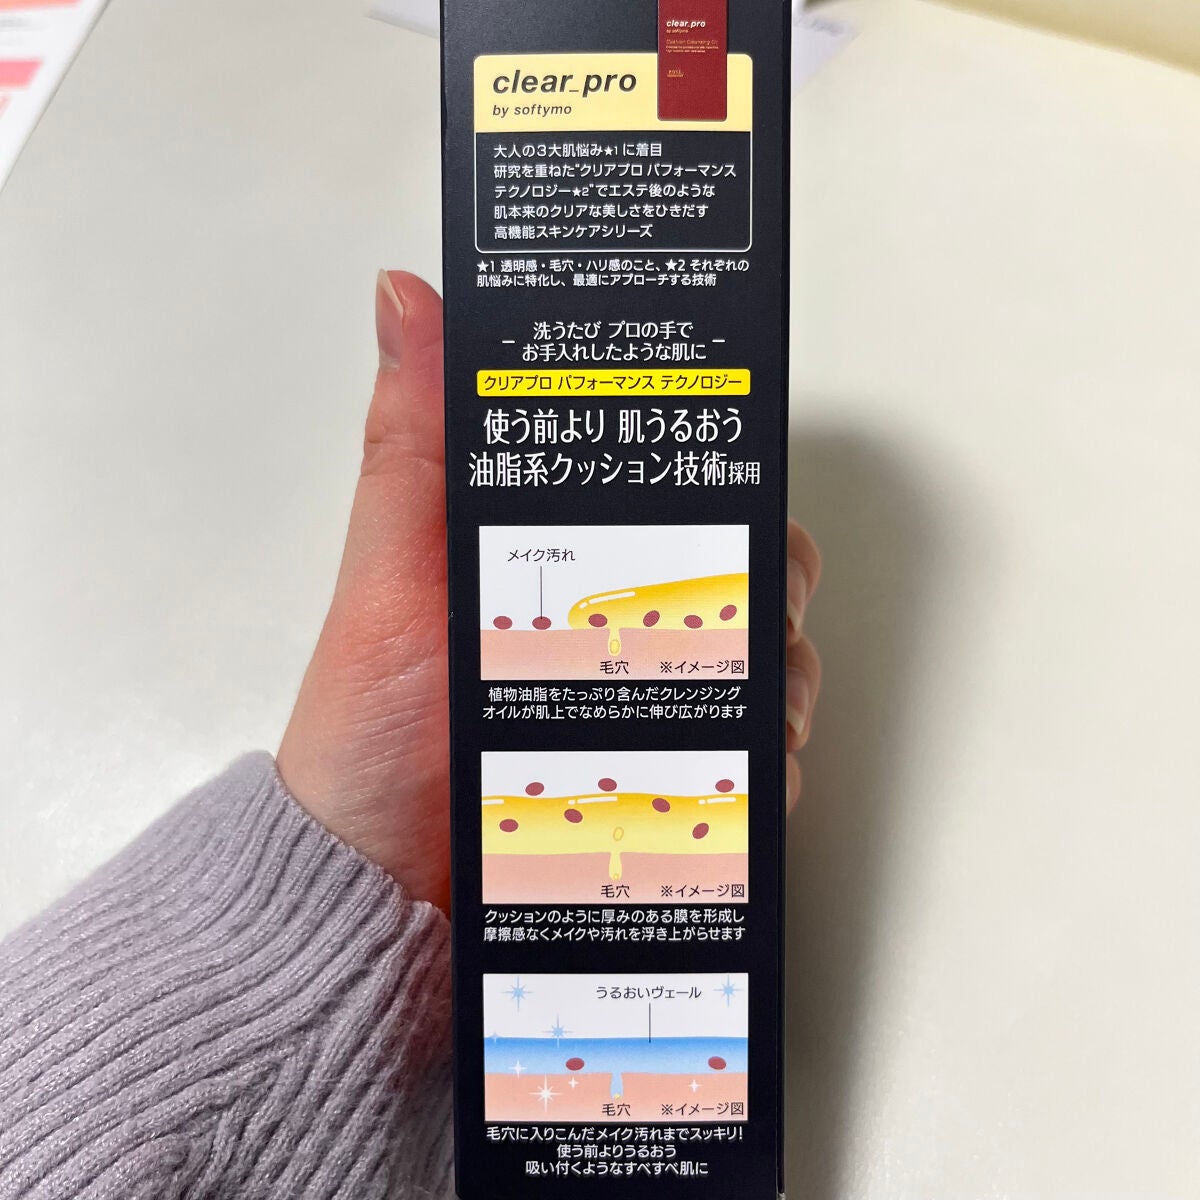 clear_pro
by softymo
Cushion Cleansing Oil
clear_pro
by softymo
大人の3大肌悩み★1に着目
研究を重ねた"クリアプロ パフォーマンス
テクノロジー★2"でエステ後のような
肌本来のクリアな美しさをひきだす
高機能スキンケアシリーズ
★1 透明感・毛穴・ハリ感のこと、★2 それぞれの
肌悩みに特化し、最適にアプローチする技術
洗うたび プロの手で
お手入れしたような肌に
クリアプロ パフォーマンス テクノロジー
使う前より 肌うるおう
油脂系クッション技術採用
メイク汚れ
毛穴 ※イメージ図
植物油脂をたっぷり含んだクレンジング
オイルが肌上でなめらかに伸び広がります
毛穴 ※イメージ図
クッションのように厚みのある膜を形成し
摩擦感なくメイクや汚れを浮き上がらせます
うるおいヴェール
毛穴 ※イメージ図
毛穴に入りこんだメイク汚れまでスッキリ!
使う前よりうるおう
吸い付くようなすべすべ肌に